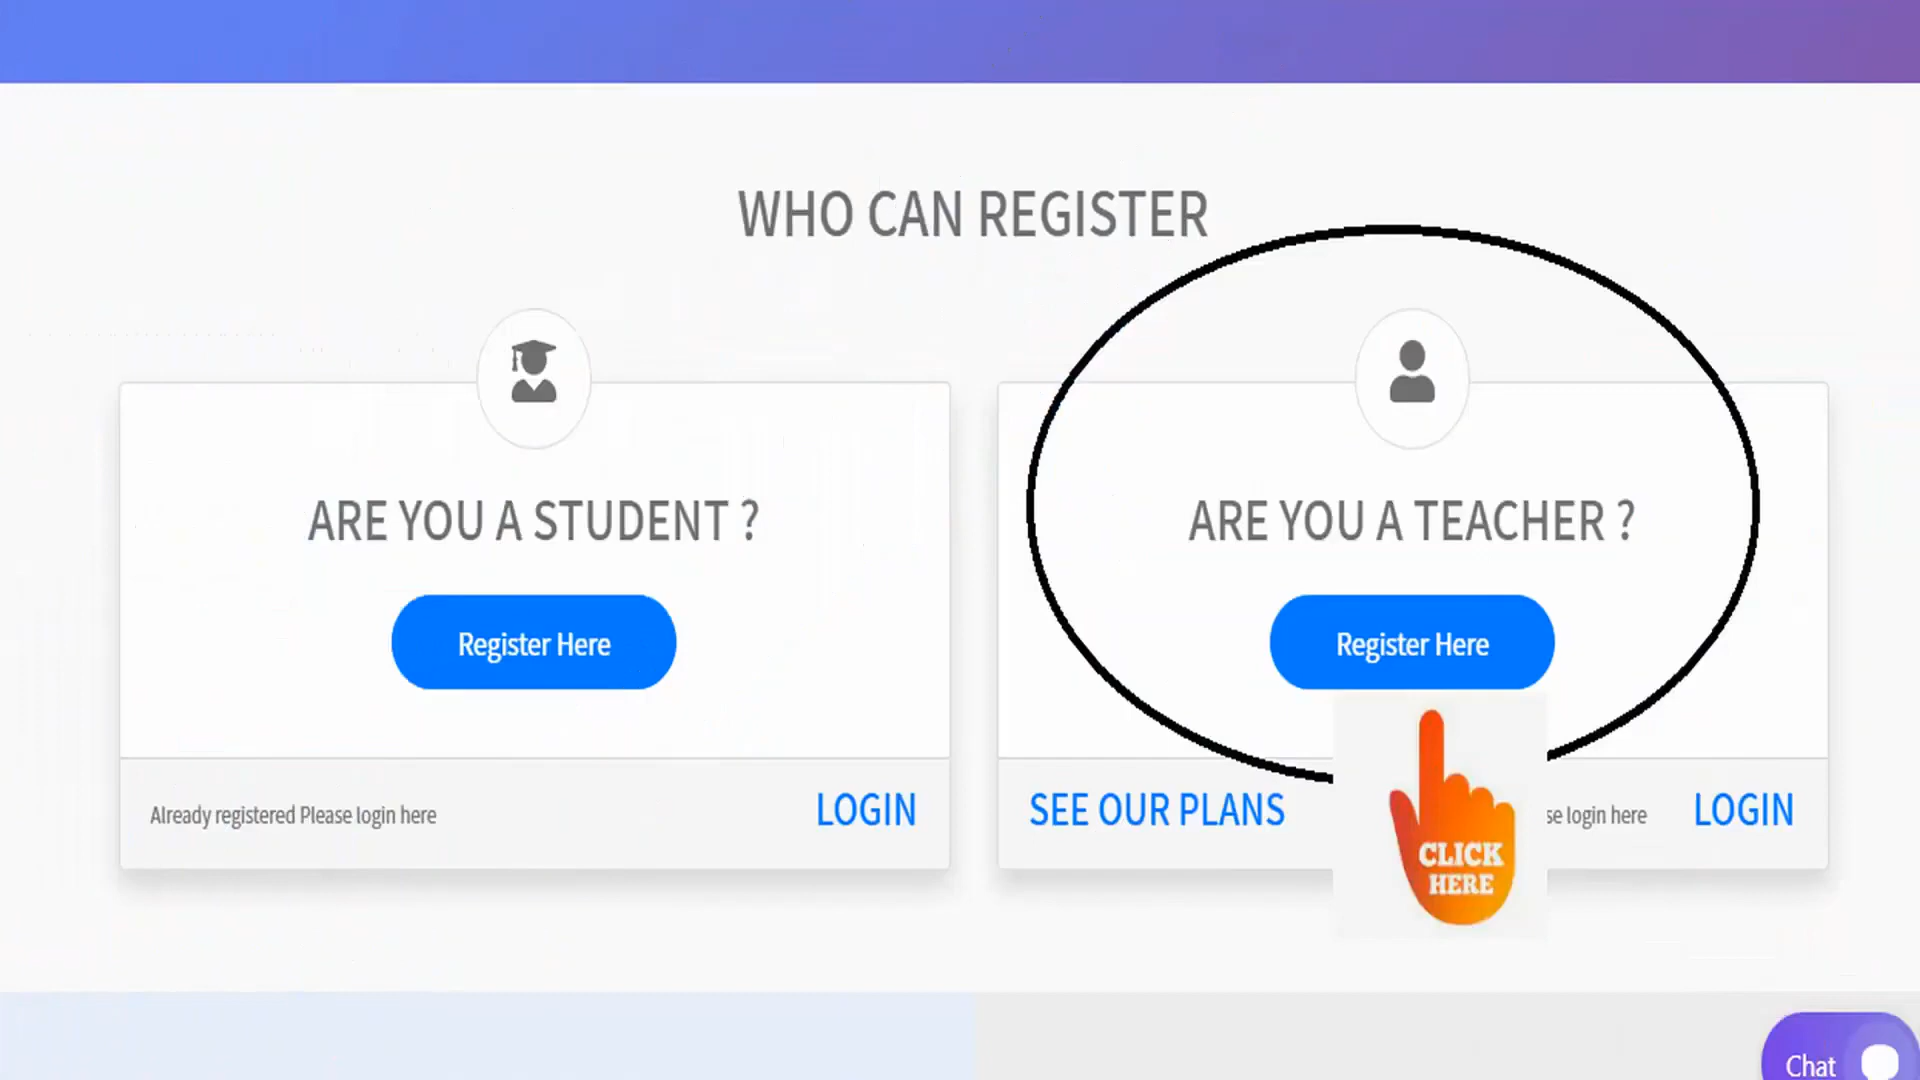 WHO CAN REGISTER
ARE YOU A STUDENT ?
Register Here
Already registered Please login here
LOGIN
ARE YOU A TEACHER ?
Register Here
SEE OUR PLANS
login here
LOGIN
CLICK
HERE
Chat